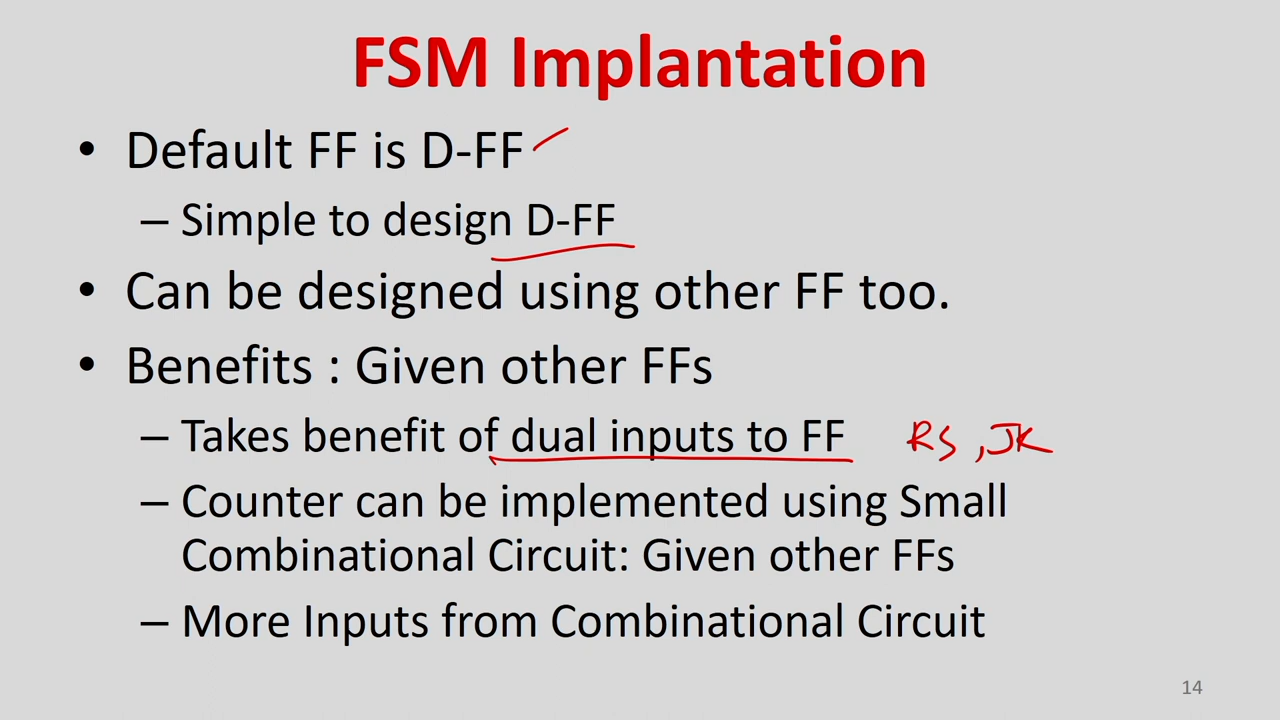 FSM Implantation
• Default FF is D-FF
– Simple to design D-FF
• Can be designed using other FF too.
• Benefits : Given other FFs
– Takes benefit of dual inputs to FF RS, JK
– Counter can be implemented using Small
Combinational Circuit: Given other FFs
– More Inputs from Combinational Circuit
14